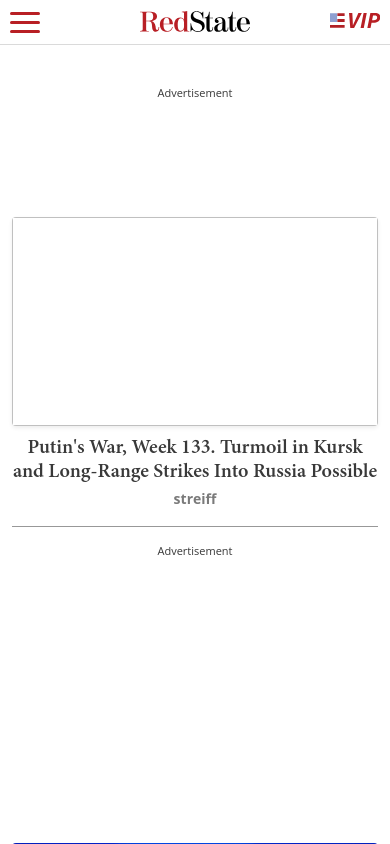 RedState
VIP
Advertisement
Putin's War, Week 133. Turmoil in Kursk
and Long-Range Strikes Into Russia Possible
streiff
Advertisement